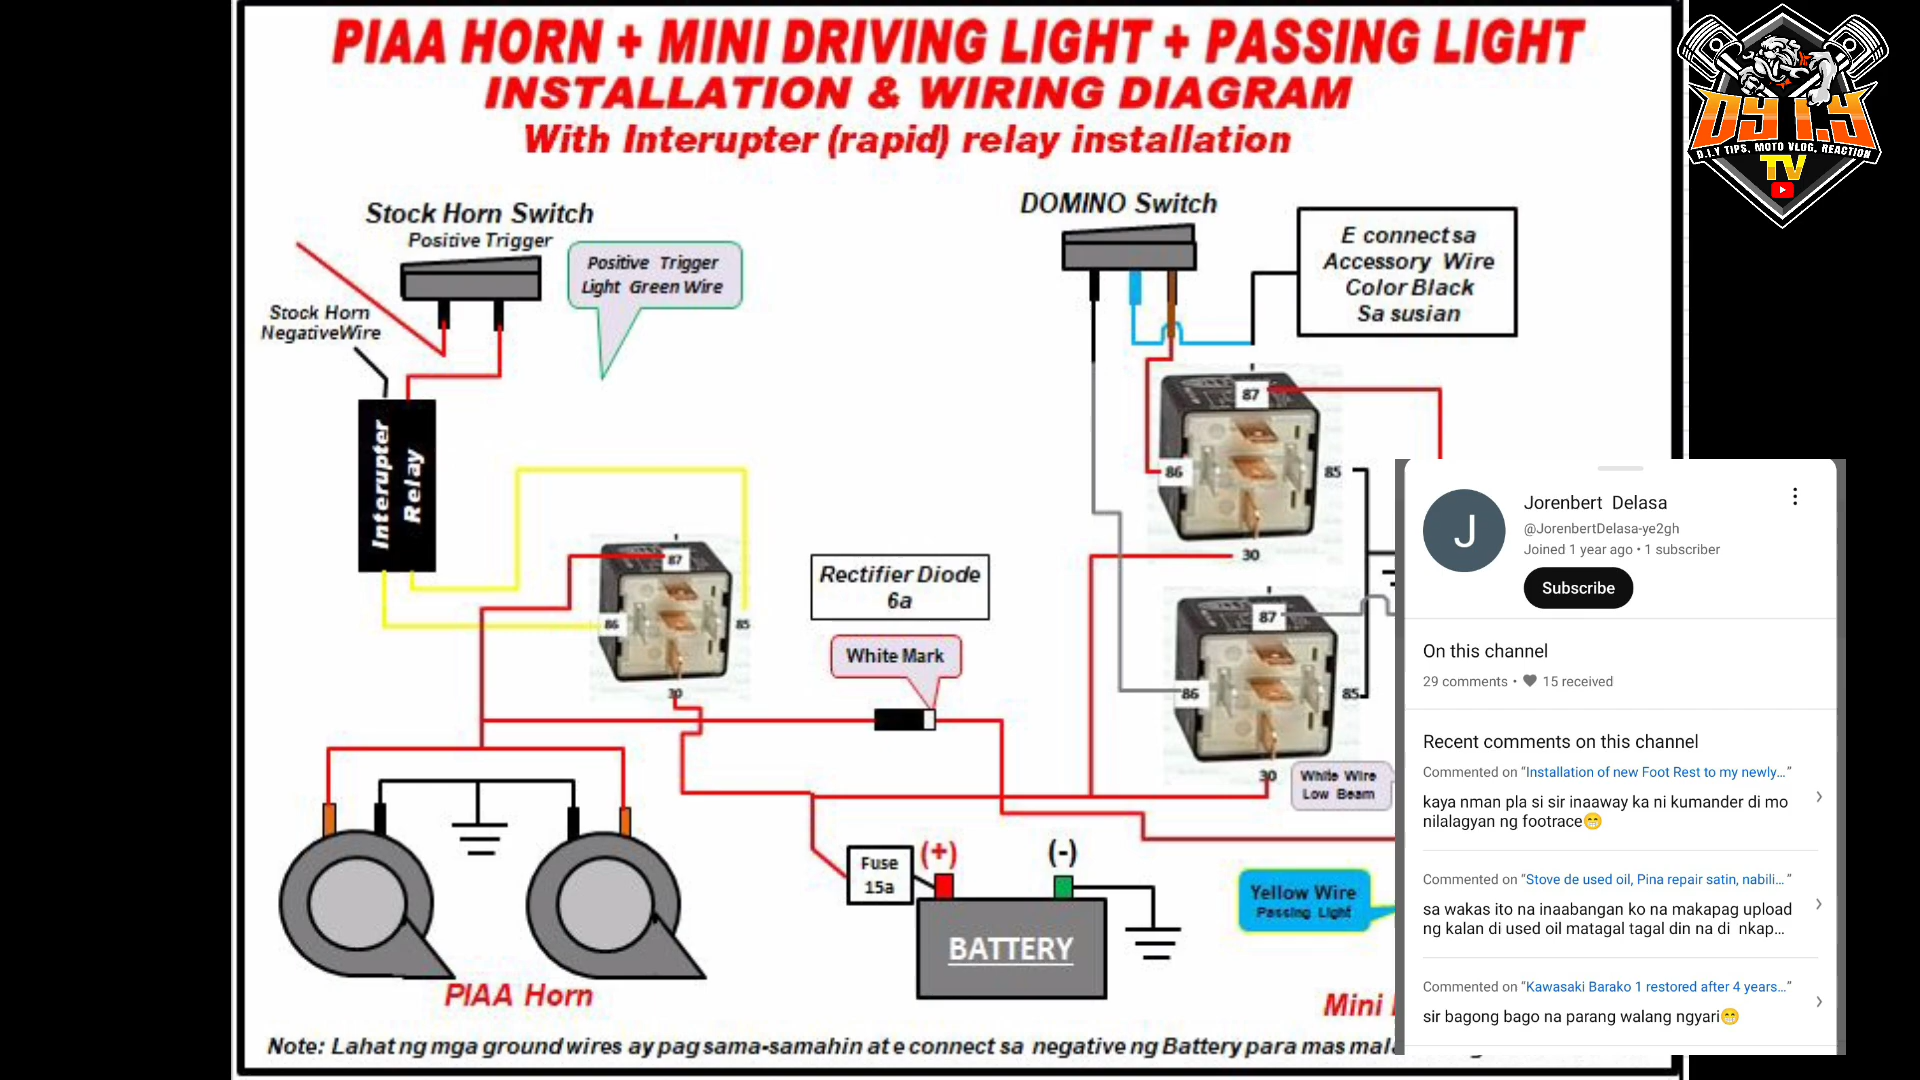 PIAA HORN + MINI DRIVING LIGHT + PASSING LIGHT
INSTALLATION & WIRING DIAGRAM
With Interupter (rapid) relay installation
DY I.Y
D.I.Y TIPS, MOTO VLOG, REACTION
TV
Stock Horn Switch
Positive Trigger
Positive Trigger
Light Green Wire
Stock Horn
NegativeWire
Interupter
Relay
DOMINO Switch
E connect sa
Accessory Wire
Color Black
Sa susian
87
86
85
30
87
86
85
30
87
86
85
30
Rectifier Diode
6a
White Mark
White Wire
Low Beam
Fuse
15a
(+)
(-)
BATTERY
Yellow Wire
Passing Light
PIAA Horn
Mini
Note: Lahat ng mga ground wires ay pag sama-samahin at e connect sa negative ng Battery para mas
J
Jorenbert Delasa
@JorenbertDelasa-ye2gh
Joined 1 year ago • 1 subscriber
Subscribe
On this channel
29 comments • 15 received
Recent comments on this channel
Commented on “Installation of new Foot Rest to my newly...”
kaya nman pla si sir inaaway ka ni kumander di mo
nilalagyan ng footrace😁
Commented on “Stove de used oil, Pina repair satin, nabili...”
sa wakas ito na inaabangan ko na makapag upload
ng kalan di used oil matagal tagal din na di nkap...
Commented on “Kawasaki Barako 1 restored after 4 years...”
sir bagong bago na parang walang ngyari😁